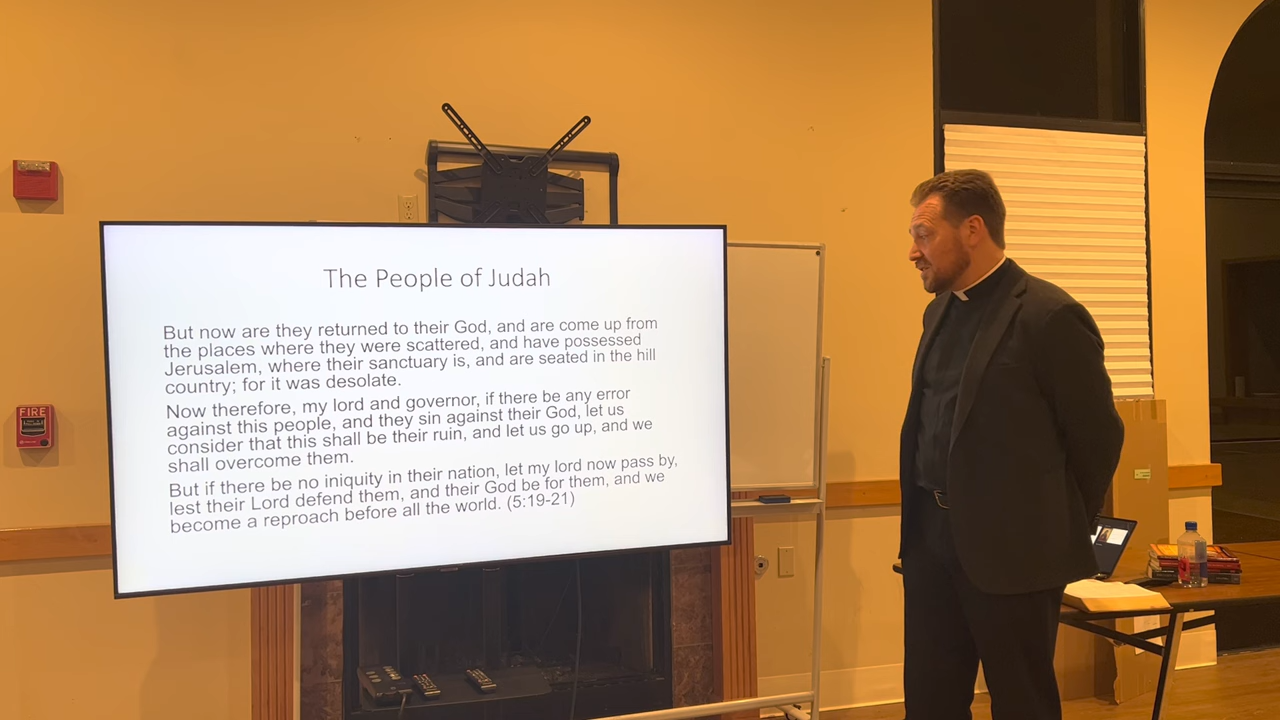 The People of Judah
But now are they returned to their God, and are come up from
the places where they were scattered, and have possessed
Jerusalem, where their sanctuary is, and are seated in the hill
country; for it was desolate.
Now therefore, my lord and governor, if there be any error
against this people, and they sin against their God, let us
consider that this shall be their ruin, and let us go up, and we
shall overcome them.
But if there be no iniquity in their nation, let my lord now pass by,
lest their Lord defend them, and their God be for them, and we
become a reproach before all the world. (5:19-21)
FIRE